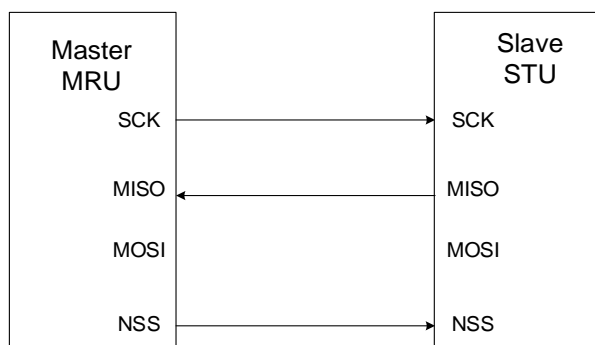 Master
MRU
SCK
MISO
MOSI
NSS
Slave
STU
SCK
MISO
MOSI
NSS